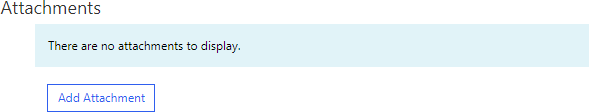 Attachments
There are no attachments to display.
Add Attachment